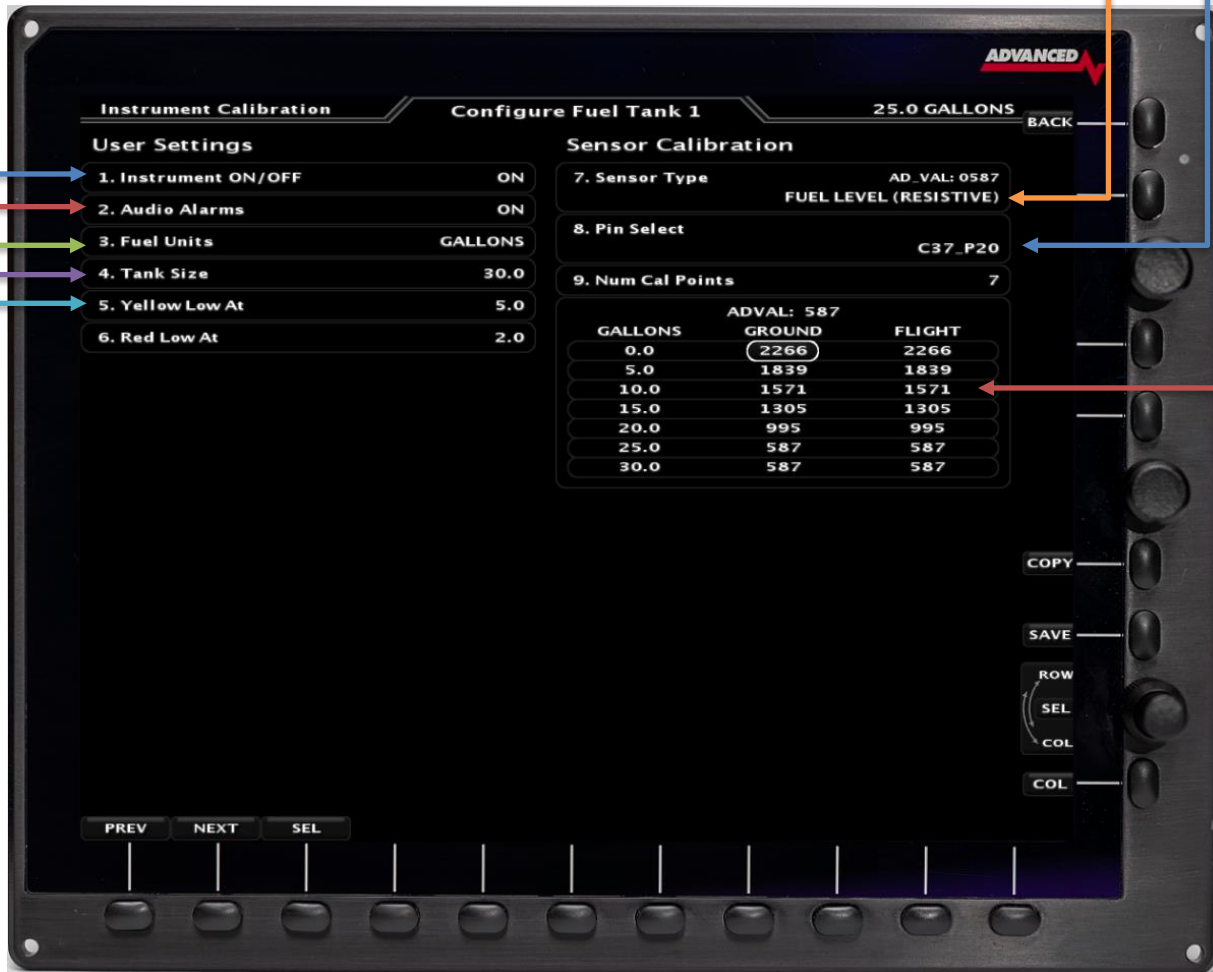 ADVANCED
Instrument Calibration Configure Fuel Tank 1 25.0 GALLONS
BACK
User Settings
1. Instrument ON/OFF ON
2. Audio Alarms ON
3. Fuel Units GALLONS
4. Tank Size 30.0
5. Yellow Low At 5.0
6. Red Low At 2.0
Sensor Calibration
7. Sensor Type AD_VAL: 0587
FUEL LEVEL (RESISTIVE)
8. Pin Select
C37_P20
9. Num Cal Points 7
ADVAL: 587
GALLONS GROUND FLIGHT
0.0 2266 2266
5.0 1839 1839
10.0 1571 1571
15.0 1305 1305
20.0 995 995
25.0 587 587
30.0 587 587
COPY
SAVE
ROW
SEL
COL
COL
PREV NEXT SEL